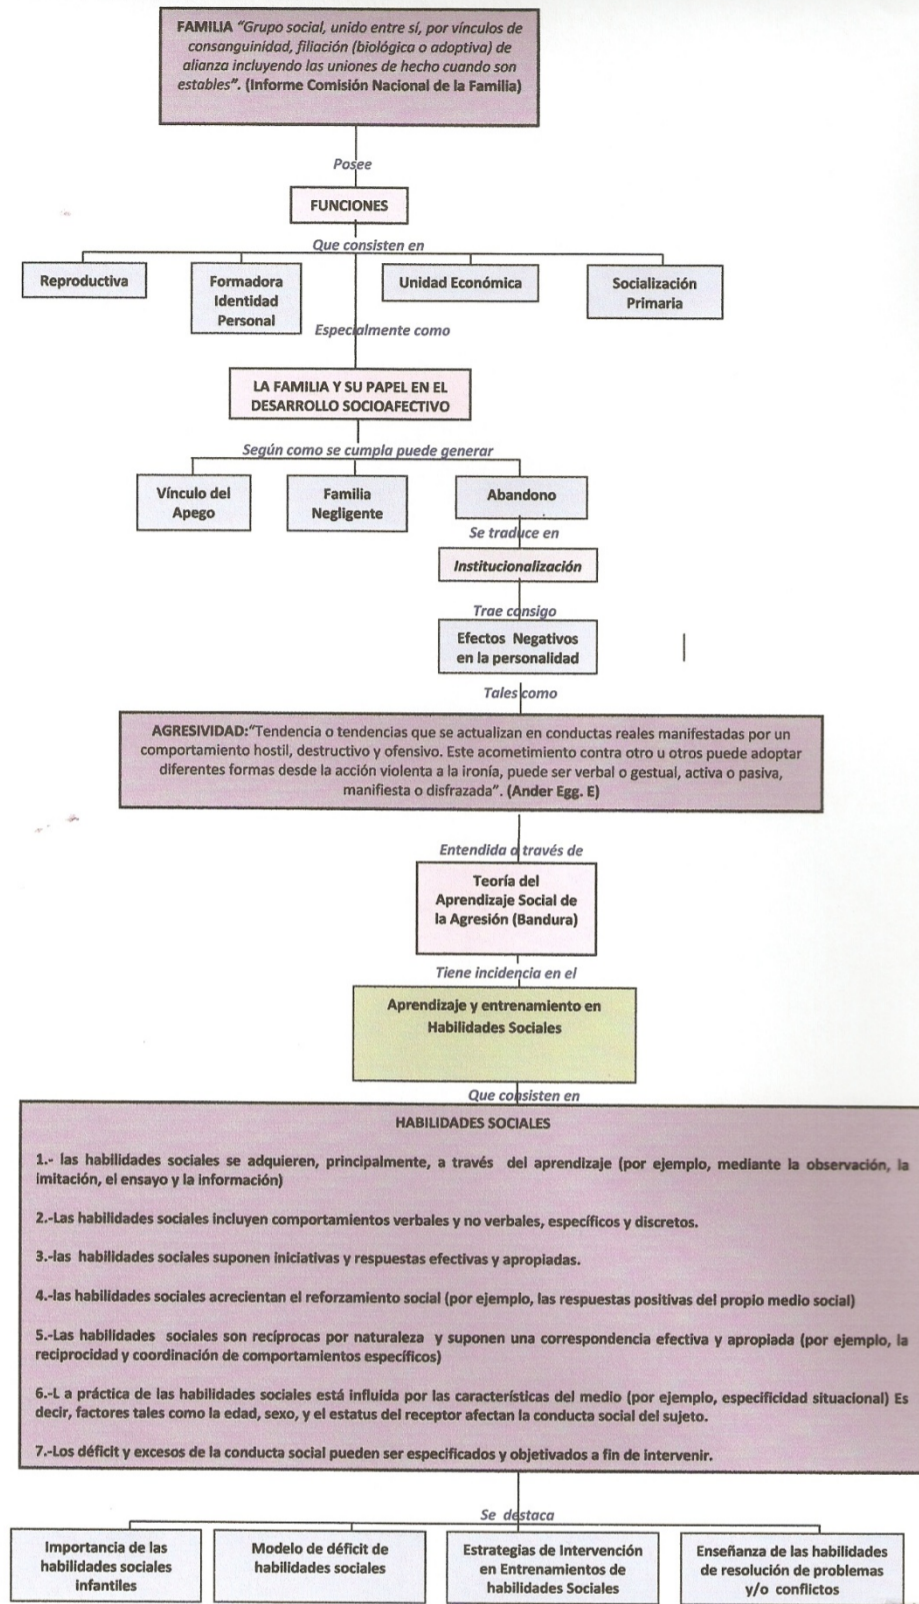 FAMILIA “Grupo social, unido entre sí, por vínculos de
consanguinidad, filiación (biológica o adoptiva) de
alianza incluyendo las uniones de hecho cuando son
estables”. (Informe Comisión Nacional de la Familia)
Posee
FUNCIONES
Que consisten en
Reproductiva
Formadora
Identidad
Personal
Unidad Económica
Socialización
Primaria
Especialmente como
LA FAMILIA Y SU PAPEL EN EL
DESARROLLO SOCIOAFECTIVO
Según como se cumpla puede generar
Vínculo del
Apego
Familia
Negligente
Abandono
Se traduce en
Institucionalización
Trae consigo
Efectos Negativos
en la personalidad
Tales como
AGRESIVIDAD:“Tendencia o tendencias que se actualizan en conductas reales manifestadas por un
comportamiento hostil, destructivo y ofensivo. Este acometimiento contra otro u otros puede adoptar
diferentes formas desde la acción violenta a la ironía, puede ser verbal o gestual, activa o pasiva,
manifiesta o disfrazada”. (Ander Egg. E)
Entendida a través de
Teoría del
Aprendizaje Social de
la Agresión (Bandura)
Tiene incidencia en el
Aprendizaje y entrenamiento en
Habilidades Sociales
Que consisten en
HABILIDADES SOCIALES
1.- las habilidades sociales se adquieren, principalmente, a través del aprendizaje (por ejemplo, mediante la observación, la
imitación, el ensayo y la información)
2.-Las habilidades sociales incluyen comportamientos verbales y no verbales, específicos y discretos.
3.-las habilidades sociales suponen iniciativas y respuestas efectivas y apropiadas.
4.-las habilidades sociales acrecientan el reforzamiento social (por ejemplo, las respuestas positivas del propio medio social)
5.-Las habilidades sociales son recíprocas por naturaleza y suponen una correspondencia efectiva y apropiada (por ejemplo, la
reciprocidad y coordinación de comportamientos específicos)
6.-L a práctica de las habilidades sociales está influida por las características del medio (por ejemplo, especificidad situacional) Es
decir, factores tales como la edad, sexo, y el estatus del receptor afectan la conducta social del sujeto.
7.-Los déficit y excesos de la conducta social pueden ser especificados y objetivados a fin de intervenir.
Se destaca
Importancia de las
habilidades sociales
infantiles
Modelo de déficit de
habilidades sociales
Estrategias de Intervención
en Entrenamientos de
habilidades Sociales
Enseñanza de las habilidades
de resolución de problemas
y/o conflictos